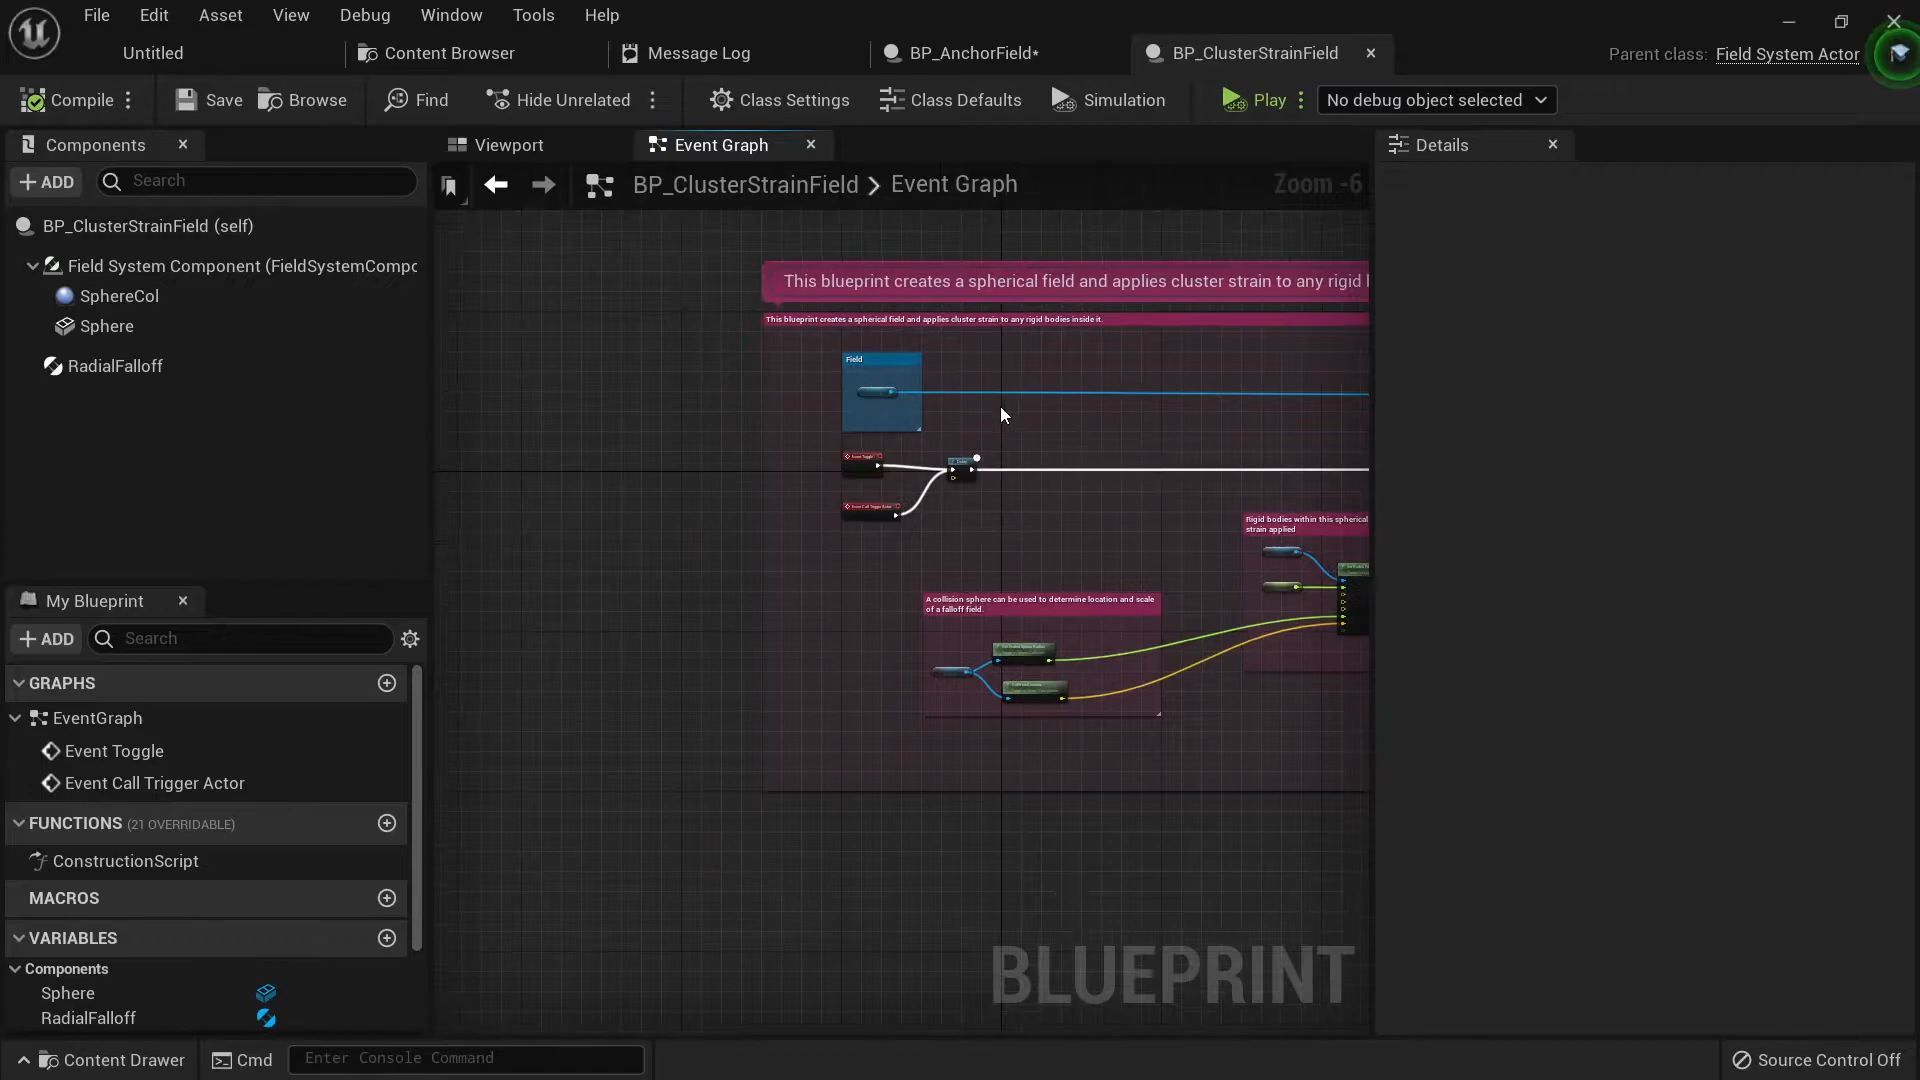 File Edit Asset View Debug Window Tools Help
Untitled Content Browser Message Log BP_AnchorField* BP_ClusterStrainField Parent class: Field System Actor
Compile Save Browse Find Hide Unrelated Class Settings Class Defaults Simulation Play No debug object selected
Components Viewport Event Graph Details
ADD Search BP_ClusterStrainField Event Graph Zoom -6
BP_ClusterStrainField (self)
Field System Component (FieldSystemCompo
SphereCol
Sphere
RadialFalloff
This blueprint creates a spherical field and applies cluster strain to any rigid
This blueprint creates a spherical field and applies cluster strain to any rigid bodies inside it.
Field
Event Toggle
Delay
Rigid bodies within this spherical
strain applied
A collision sphere can be used to determine location and scale
of a falloff field.
My Blueprint
ADD Search
GRAPHS
EventGraph
Event Toggle
Event Call Trigger Actor
FUNCTIONS (21 OVERRIDABLE)
ConstructionScript
MACROS
VARIABLES
Components
Sphere
RadialFalloff
BLUEPRINT
Content Drawer Cmd Enter Console Command Source Control Off